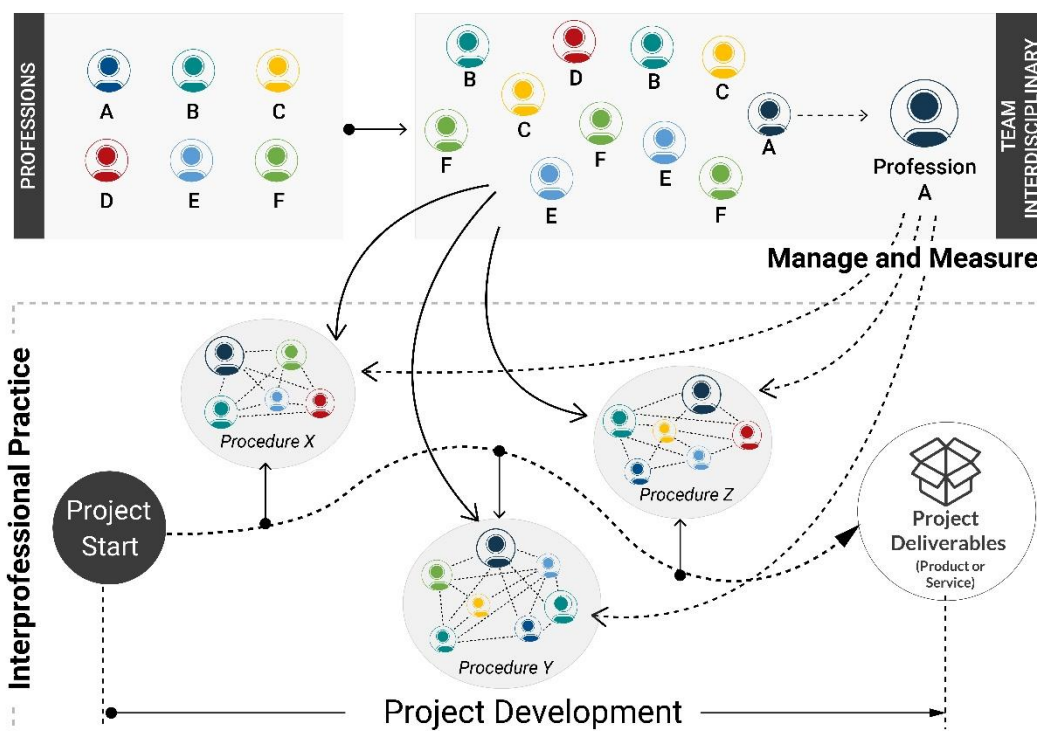 PROFESSIONS
A
B
C
D
E
F
B
D
B
C
C
A
F
F
E
E
F
Profession
A
TEAM
INTERDISCIPLINARY
Manage and Measure
Interprofessional Practice
Procedure X
Procedure Z
Project
Start
Project
Deliverables
(Product or
Service)
Procedure Y
Project Development